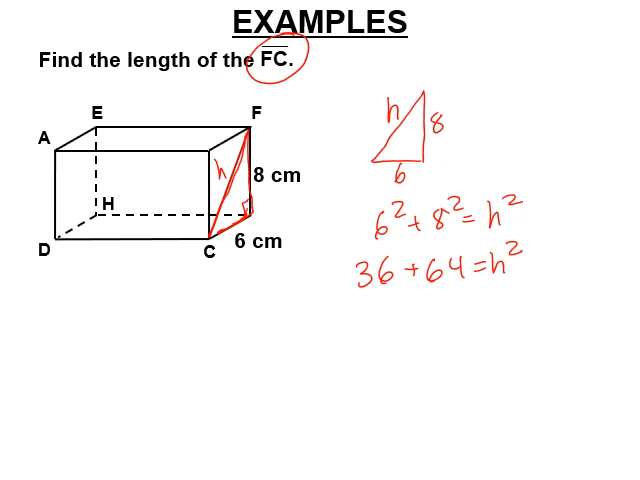 EXAMPLES
Find the length of the FC.
E
F
A
h
8 cm
H
D
C
6 cm
h
8
6
6² + 8² = h²
36 + 64 = h²